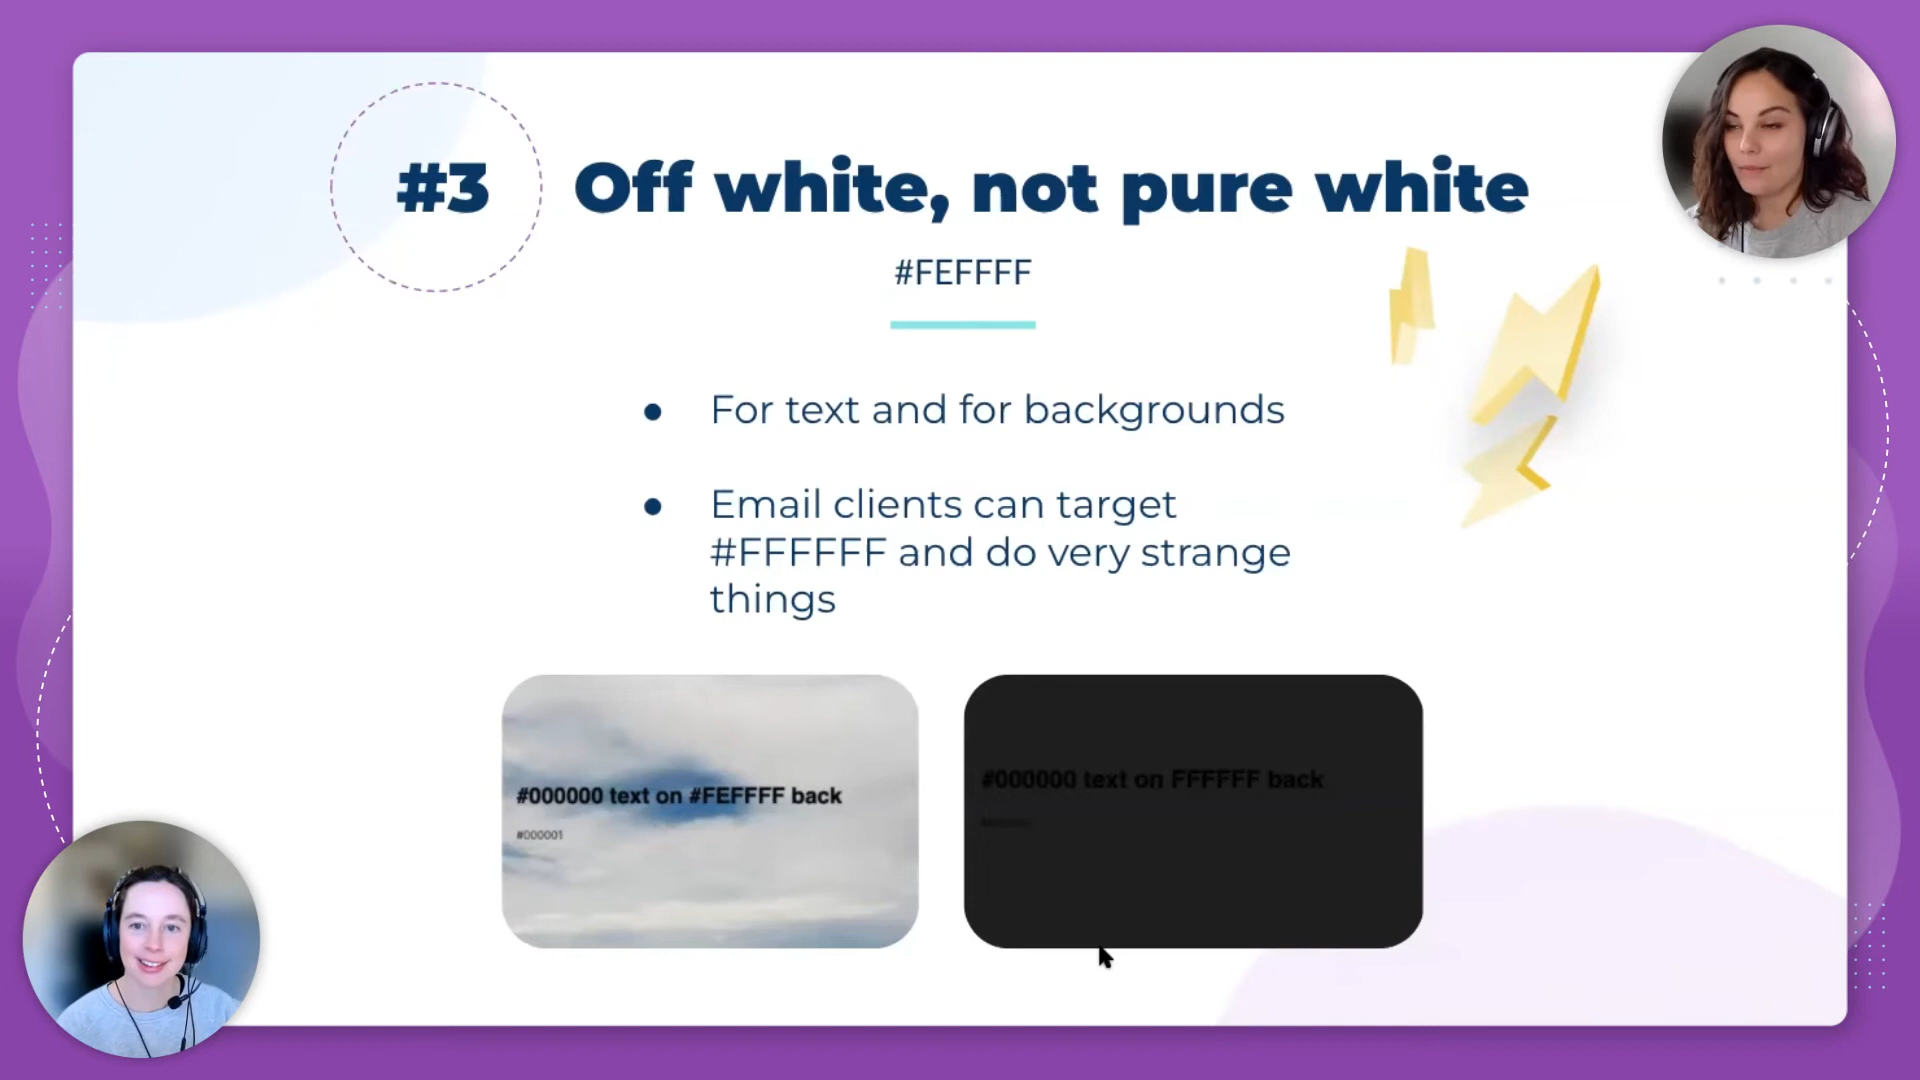 #3 Off white, not pure white
#FEFFFF
● For text and for backgrounds
● Email clients can target
#FFFFFF and do very strange
things
#000000 text on #FEFFFF back
#000001
#000000 text on FFFFFF back